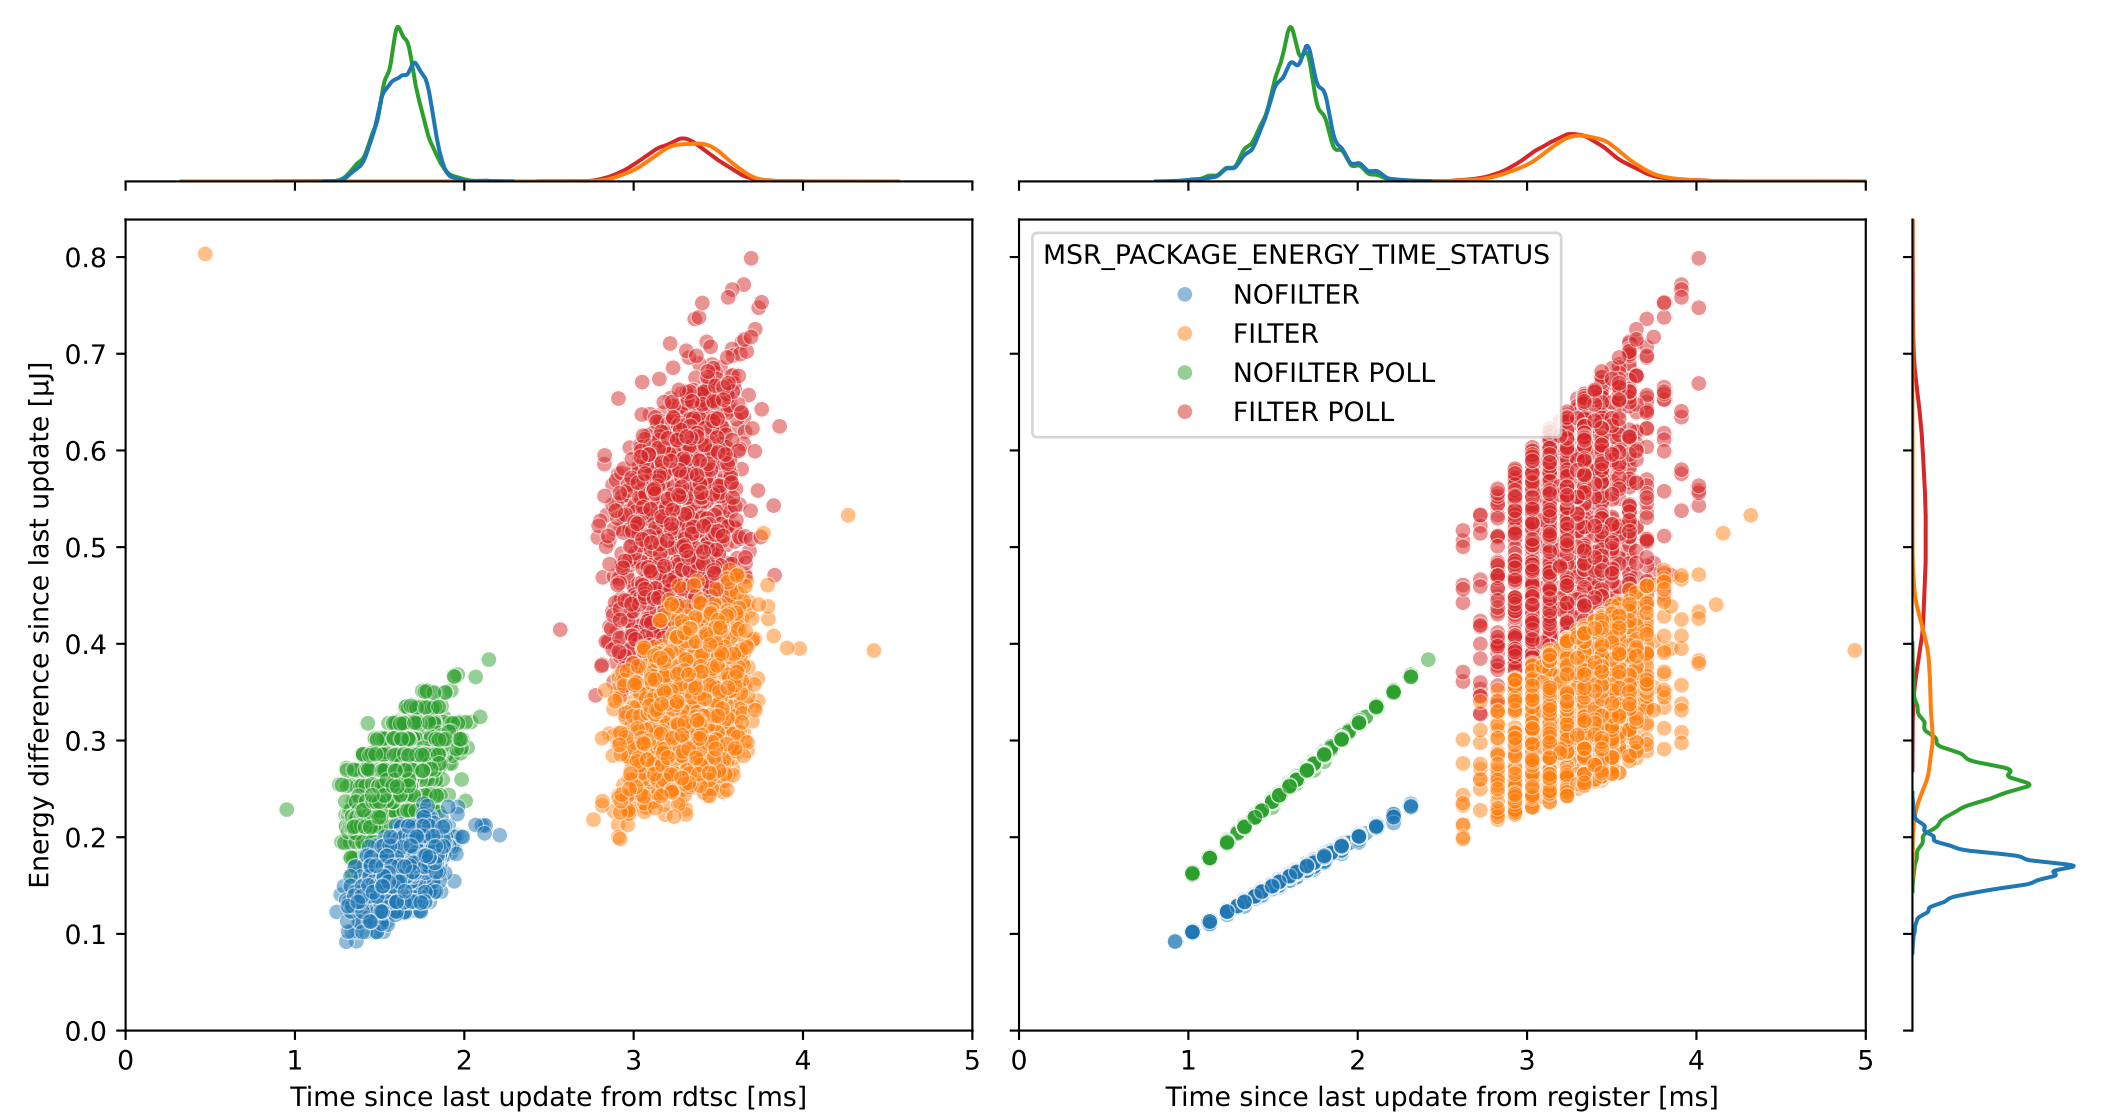 MSR_PACKAGE_ENERGY_TIME_STATUS
NOFILTER
FILTER
NOFILTER POLL
FILTER POLL
Energy difference since last update [µJ]
0.8
0.7
0.6
0.5
0.4
0.3
0.2
0.1
0.0
0 1 2 3 4 5
0 1 2 3 4 5
Time since last update from rdtsc [ms]
Time since last update from register [ms]